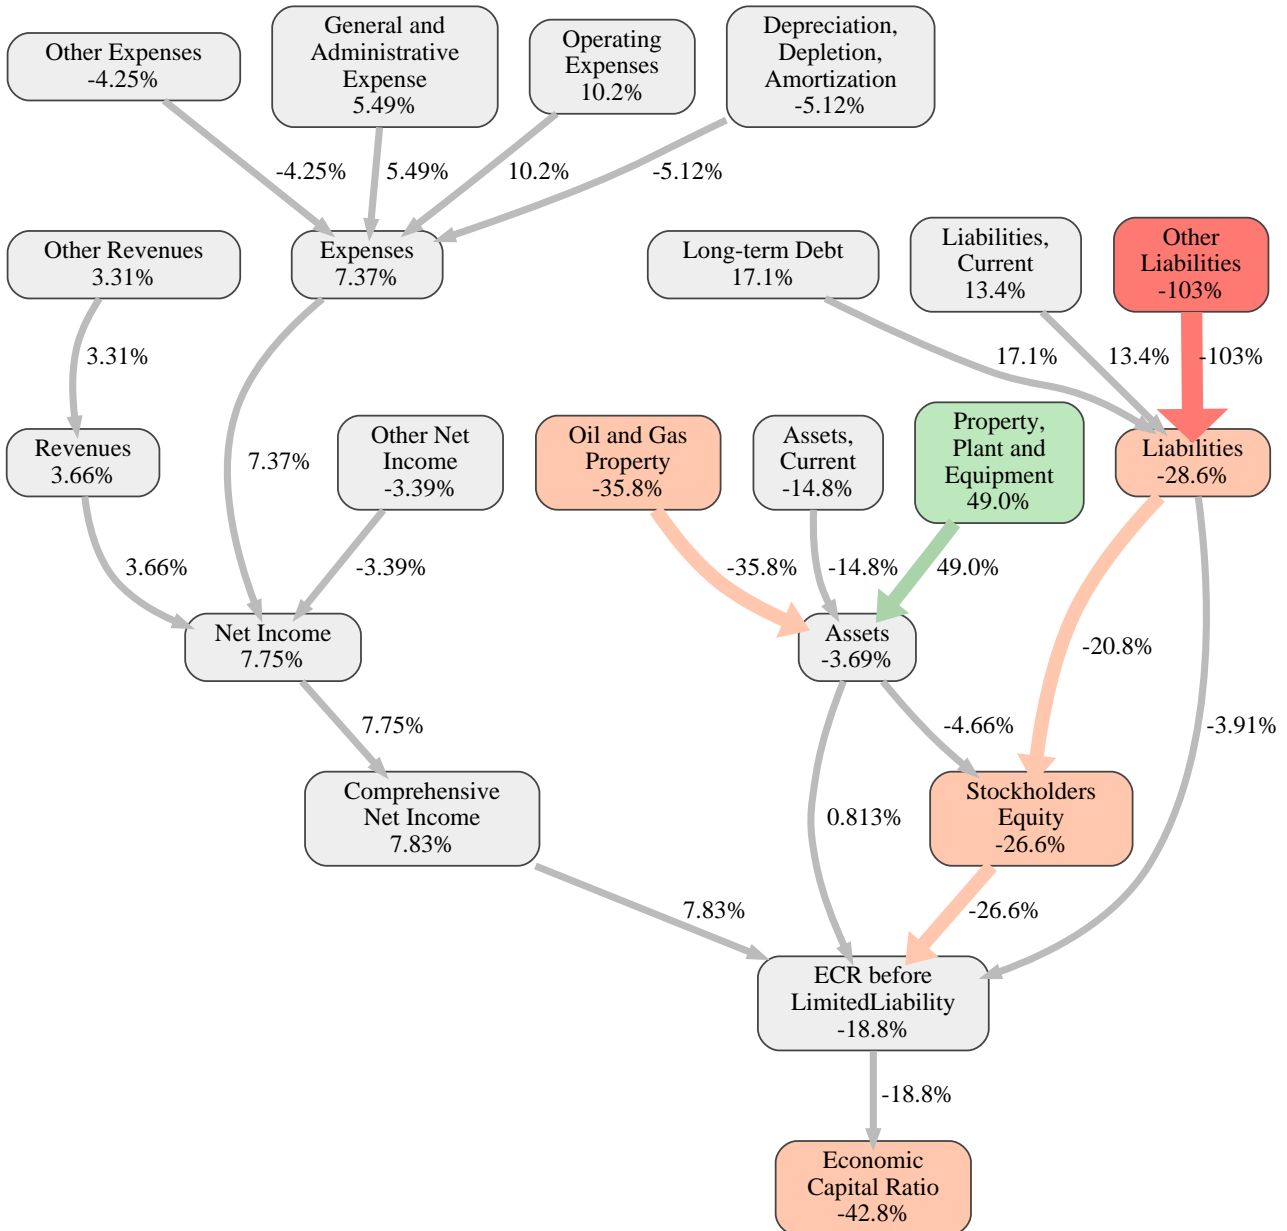 Other Expenses
-4.25%
General and
Administrative
Expense
5.49%
Operating
Expenses
10.2%
Depreciation,
Depletion,
Amortization
-5.12%
-4.25%
5.49%
10.2%
-5.12%
Other Revenues
3.31%
Expenses
7.37%
Long-term Debt
17.1%
Liabilities,
Current
13.4%
Other
Liabilities
-103%
3.31%
17.1%
13.4%
-103%
Revenues
3.66%
7.37%
Other Net
Income
-3.39%
Oil and Gas
Property
-35.8%
Assets,
Current
-14.8%
Property,
Plant and
Equipment
49.0%
Liabilities
-28.6%
3.66%
-3.39%
-35.8%
-14.8%
49.0%
Net Income
7.75%
Assets
-3.69%
-20.8%
7.75%
-4.66%
-3.91%
Comprehensive
Net Income
7.83%
0.813%
Stockholders
Equity
-26.6%
7.83%
-26.6%
ECR before
LimitedLiability
-18.8%
-18.8%
Economic
Capital Ratio
-42.8%